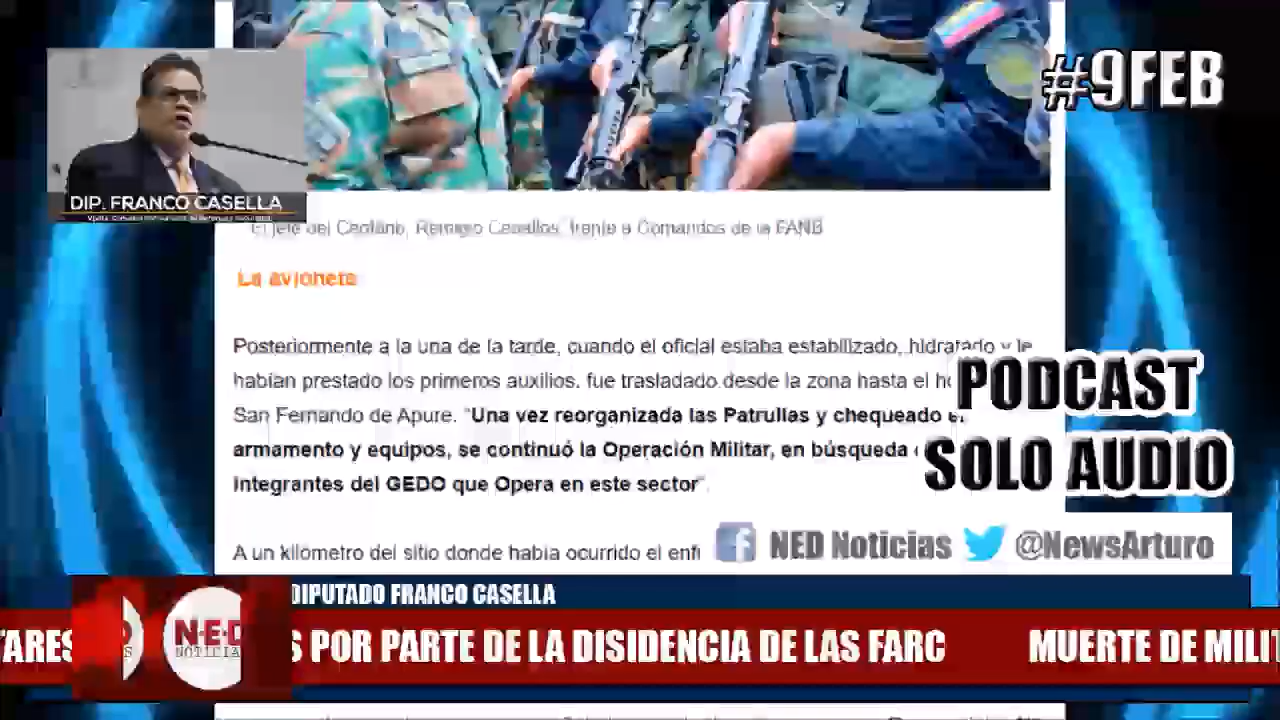 #9FEB
DIP. FRANCO CASELLA
El jefe del Ceofanb, Remigio Ceballos, frente a Comandos de la FANB
La avioneta
Posteriormente a la una de la tarde, cuando el oficial estaba estabilizado, hidratado y le
habían prestado los primeros auxilios, fue trasladado desde la zona hasta el
San Fernando de Apure. "Una vez reorganizada las Patrullas y chequeado el
armamento y equipos, se continuó la Operación Militar, en búsqueda
integrantes del GEDO que Opera en este sector".
A un kilómetro del sitio donde había ocurrido el
PODCAST
SOLO AUDIO
NED Noticias @NewsArturo
DIPUTADO FRANCO CASELLA
TARES S POR PARTE DE LA DISIDENCIA DE LAS FARC MUERTE DE MILIT
N·E·D
NOTICIA